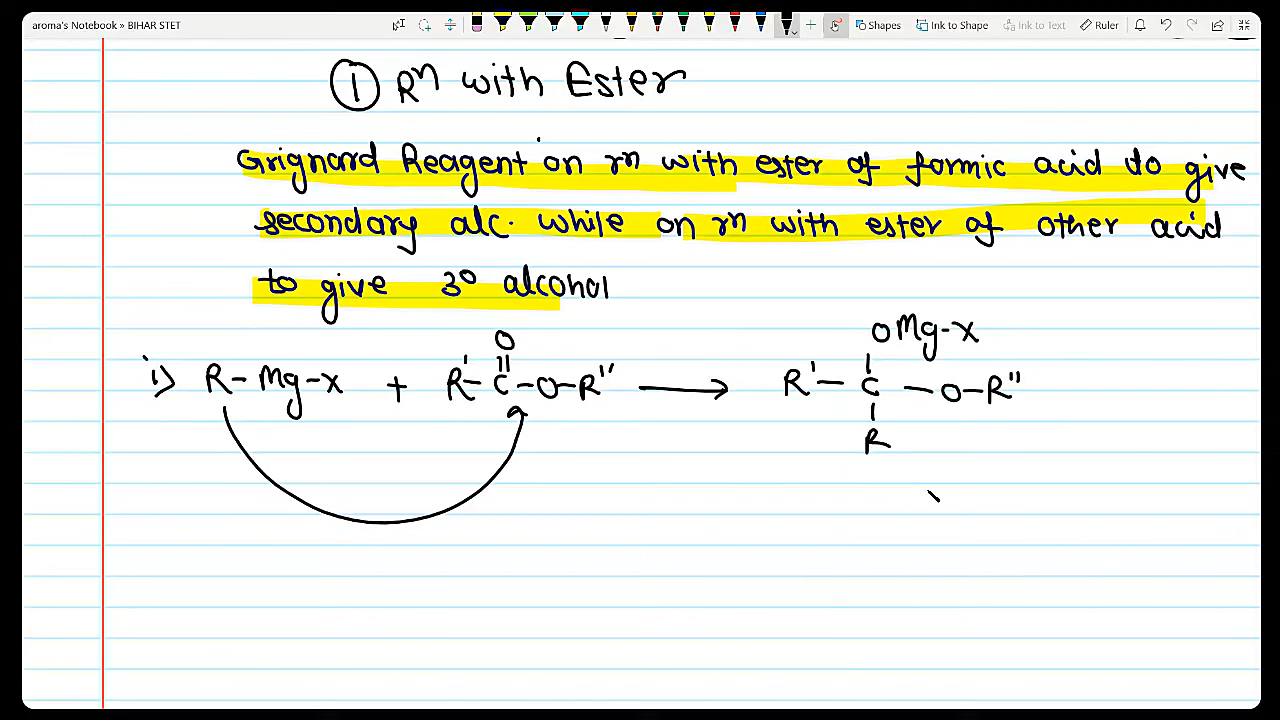 aroma's Notebook » BIHAR STET
Shapes
Ink to Shape
Ink to Text
Ruler
① Rⁿ with Ester
Grignard Reagent on rⁿ with ester of formic acid to give
secondary alc. while on rⁿ with ester of other acid
to give 3° alcohol
O
OMg-X
i) R-Mg-X + R'-C-O-R" ⟶ R'-C-O-R"
R